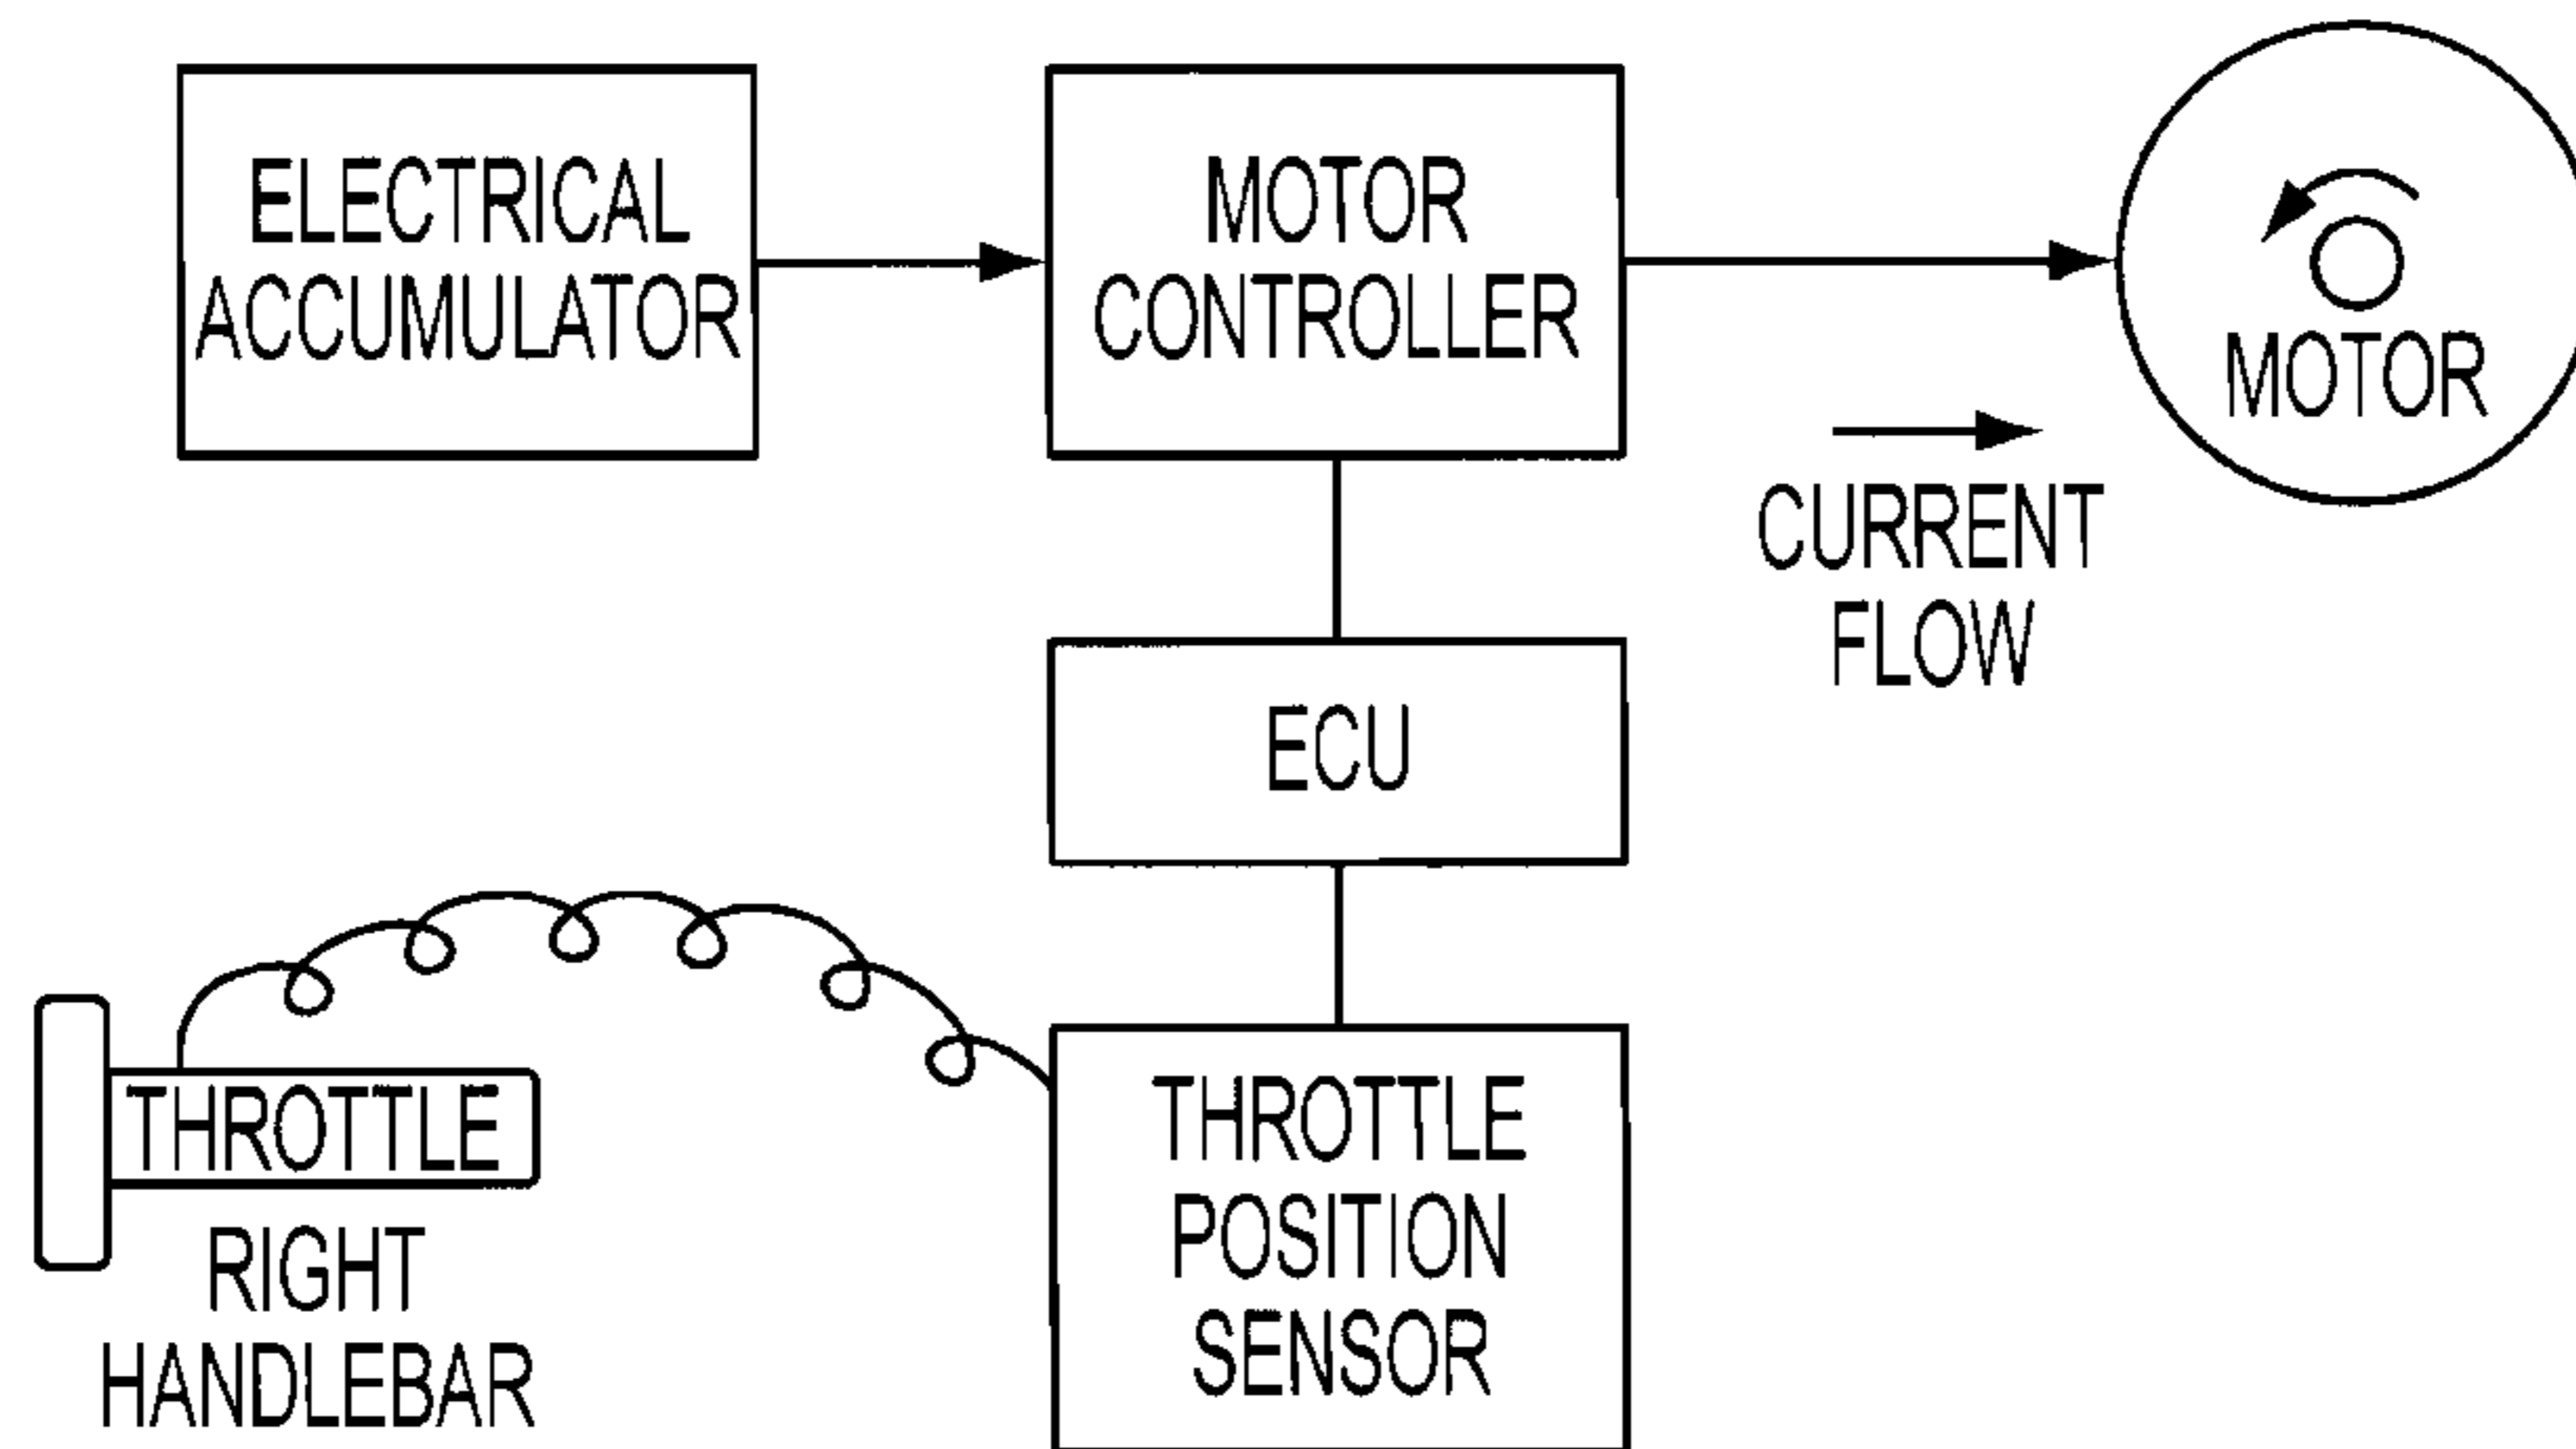 ELECTRICAL
ACCUMULATOR
MOTOR
CONTROLLER
MOTOR
CURRENT
FLOW
ECU
THROTTLE
RIGHT
HANDLEBAR
THROTTLE
POSITION
SENSOR